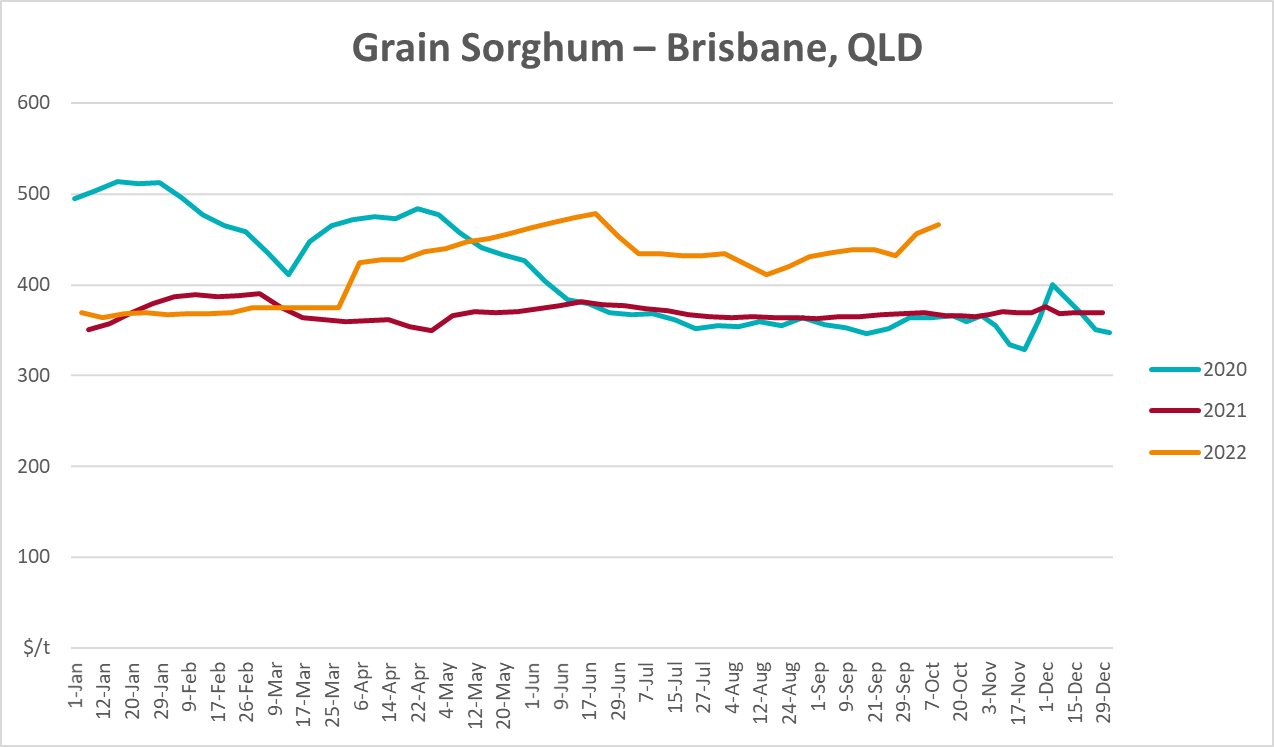 Grain Sorghum – Brisbane, QLD
600
500
400
300
200
100
$/t
2020
2021
2022
1-Jan
12-Jan
20-Jan
29-Jan
9-Feb
17-Feb
26-Feb
9-Mar
17-Mar
25-Mar
6-Apr
14-Apr
22-Apr
4-May
12-May
20-May
1-Jun
9-Jun
17-Jun
29-Jun
7-Jul
15-Jul
27-Jul
4-Aug
12-Aug
24-Aug
1-Sep
9-Sep
21-Sep
29-Sep
7-Oct
20-Oct
3-Nov
17-Nov
1-Dec
15-Dec
29-Dec